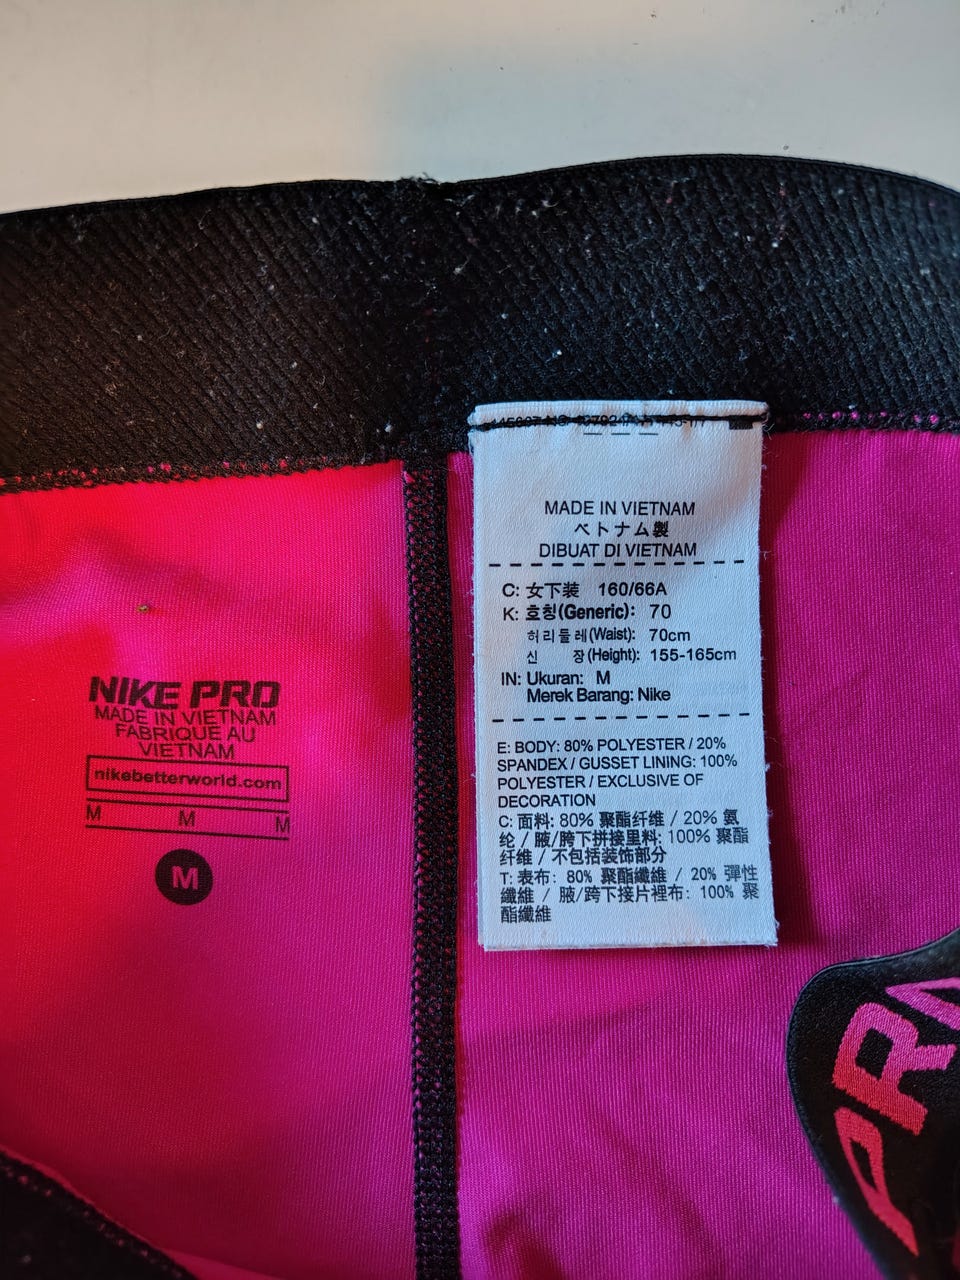 NIKE PRO
MADE IN VIETNAM
FABRIQUE AU
VIETNAM
nikebetterworld.com
M M M
M
MADE IN VIETNAM
ベトナム製
DIBUAT DI VIETNAM
C: 女下装 160/66A
K: 호칭(Generic): 70
허리둘레(Waist): 70cm
신 장(Height): 155-165cm
IN: Ukuran: M
Merek Barang: Nike
E: BODY: 80% POLYESTER / 20%
SPANDEX / GUSSET LINING: 100%
POLYESTER / EXCLUSIVE OF
DECORATION
C: 面料: 80% 聚酯纤维 / 20% 氨
纶 / 腋/胯下拼接里料: 100% 聚酯
纤维 / 不包括装饰部分
T: 表布: 80% 聚酯纖維 / 20% 彈性
纖維 / 腋/跨下接片裡布: 100% 聚
酯纖維
PR